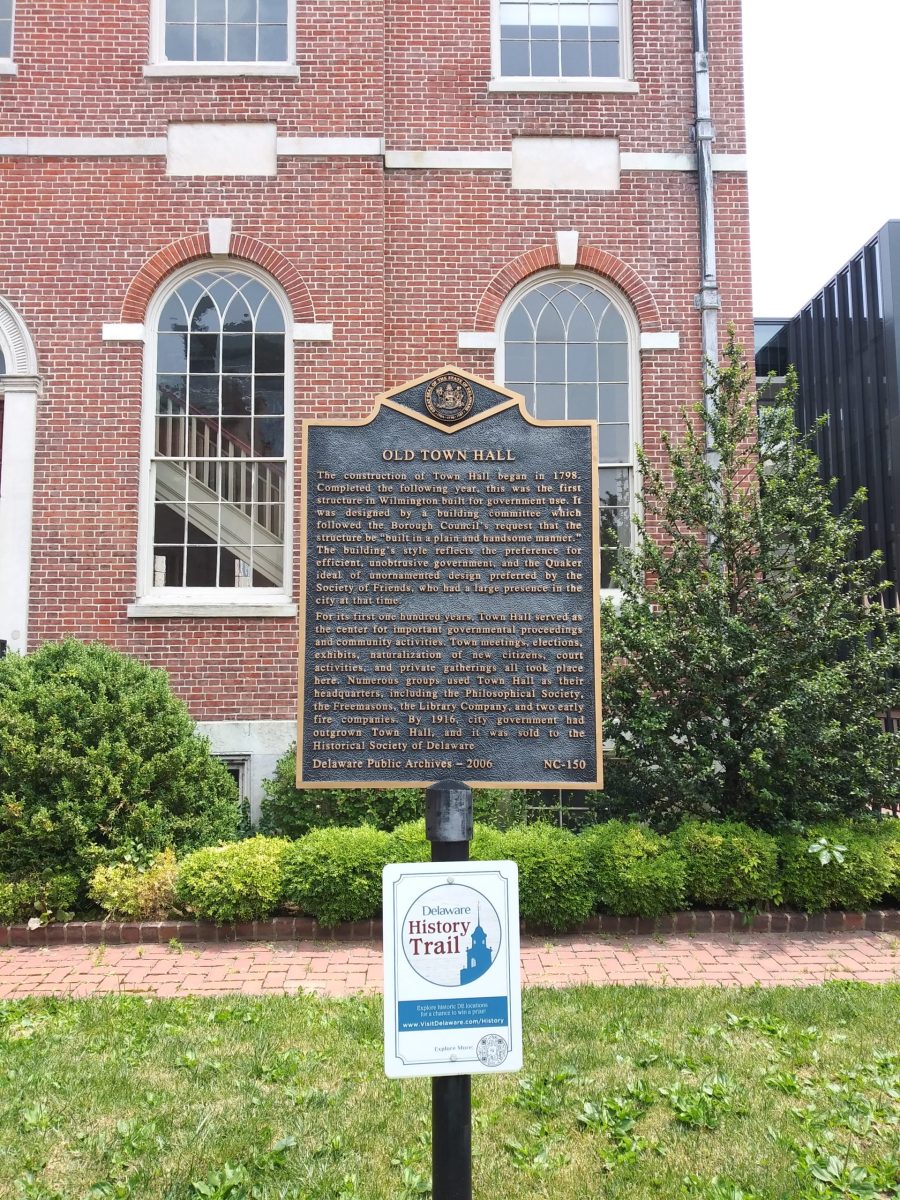 OLD TOWN HALL
The construction of Town Hall began in 1798.
Completed the following year, this was the first
structure in Wilmington built for government use. It
was designed by a building committee which
followed the Borough Council's request that the
structure be "built in a plain and handsome manner."
The building's style reflects the preference for
efficient, unobtrusive government, and the Quaker
ideal of unornamented design preferred by the
Society of Friends, who had a large presence in the
city at that time.
For its first one hundred years, Town Hall served as
the center for important governmental proceedings
and community activities. Town meetings, elections,
exhibits, naturalization of new citizens, court
activities, and private gatherings all took place
here. Numerous groups used Town Hall as their
headquarters, including the Philosophical Society,
the Freemasons, the Library Company, and two early
fire companies. By 1916, city government had
outgrown Town Hall, and it was sold to the
Historical Society of Delaware
Delaware Public Archives – 2006 NC-150
Delaware
History
Trail
Explore historic DE locations
for a chance to win a prize!
www.VisitDelaware.com/History
Explore More: